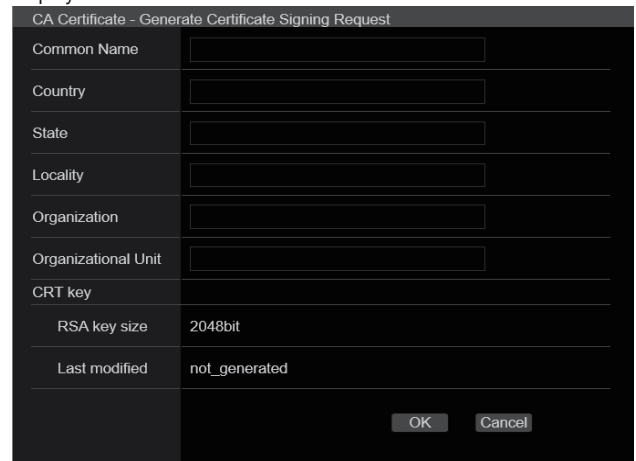 CA Certificate - Generate Certificate Signing Request
Common Name
Country
State
Locality
Organization
Organizational Unit
CRT key
RSA key size 2048bit
Last modified not_generated
OK Cancel